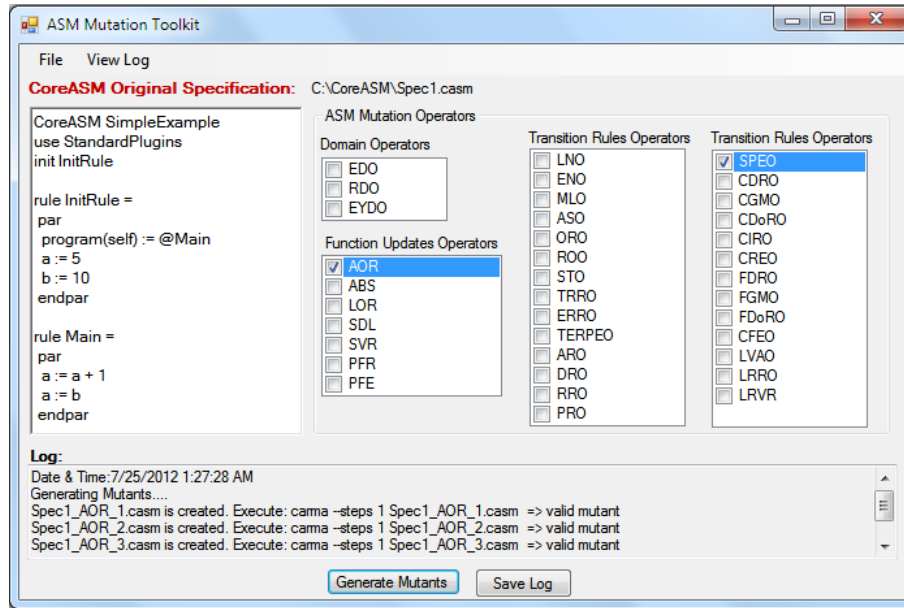 ASM Mutation Toolkit
File View Log
CoreASM Original Specification: C:\CoreASM\Spec1.casm
CoreASM SimpleExample
use StandardPlugins
init InitRule
rule InitRule =
par
program(self) := @Main
a := 5
b := 10
endpar
rule Main =
par
a := a + 1
a := b
endpar
ASM Mutation Operators
Domain Operators
EDO
RDO
EYDO
Function Updates Operators
AOR
ABS
LOR
SDL
SVR
PFR
PFE
Transition Rules Operators
LNO
ENO
MLO
ASO
ORO
ROO
STO
TRRO
ERRO
TERPEO
ARO
DRO
RRO
PRO
Transition Rules Operators
SPEO
CDRO
CGMO
CDoRO
CIRO
CREO
FDRO
FGMO
FDoRO
CFEO
LVAO
LRRO
LRVR
Log:
Date & Time:7/25/2012 1:27:28 AM
Generating Mutants....
Spec1_AOR_1.casm is created. Execute: carma --steps 1 Spec1_AOR_1.casm => valid mutant
Spec1_AOR_2.casm is created. Execute: carma --steps 1 Spec1_AOR_2.casm => valid mutant
Spec1_AOR_3.casm is created. Execute: carma --steps 1 Spec1_AOR_3.casm => valid mutant
Generate Mutants Save Log